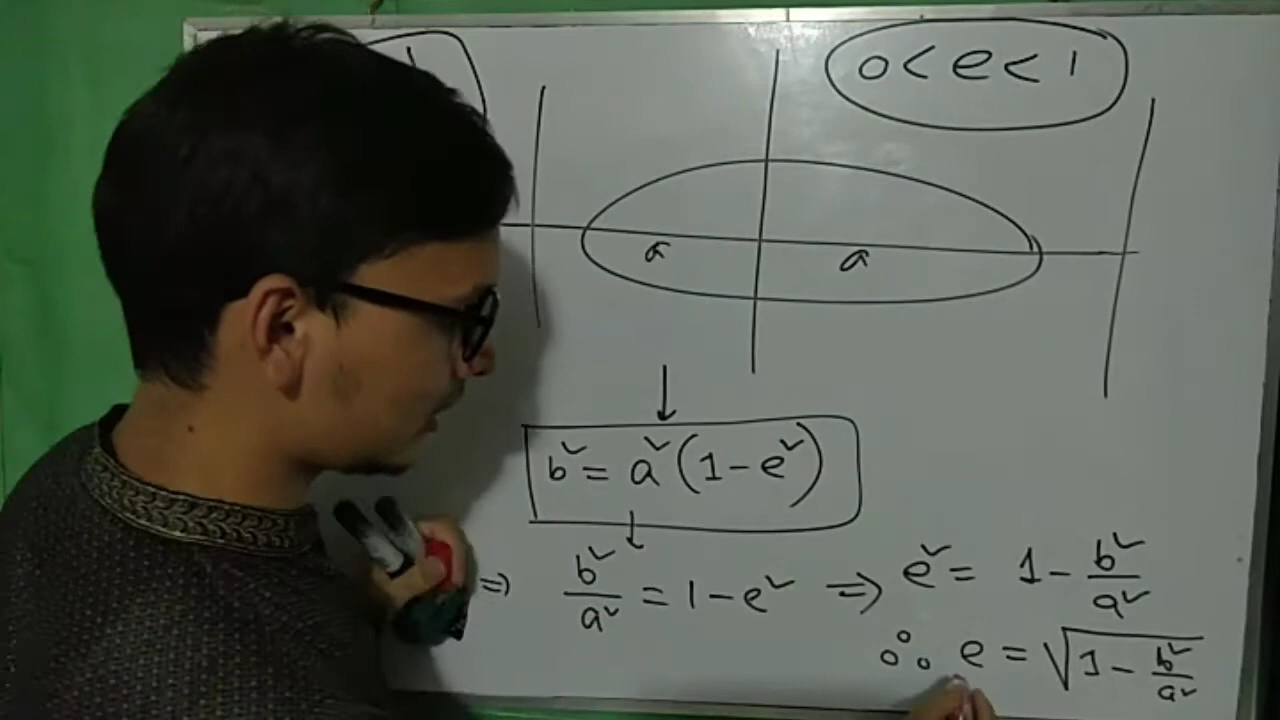 0 < e < 1
a a
b² = a² (1 - e²)
⇒ b²/a² = 1 - e² ⇒ e² = 1 - b²/a²
∴ e = √(1 - b²/a²)